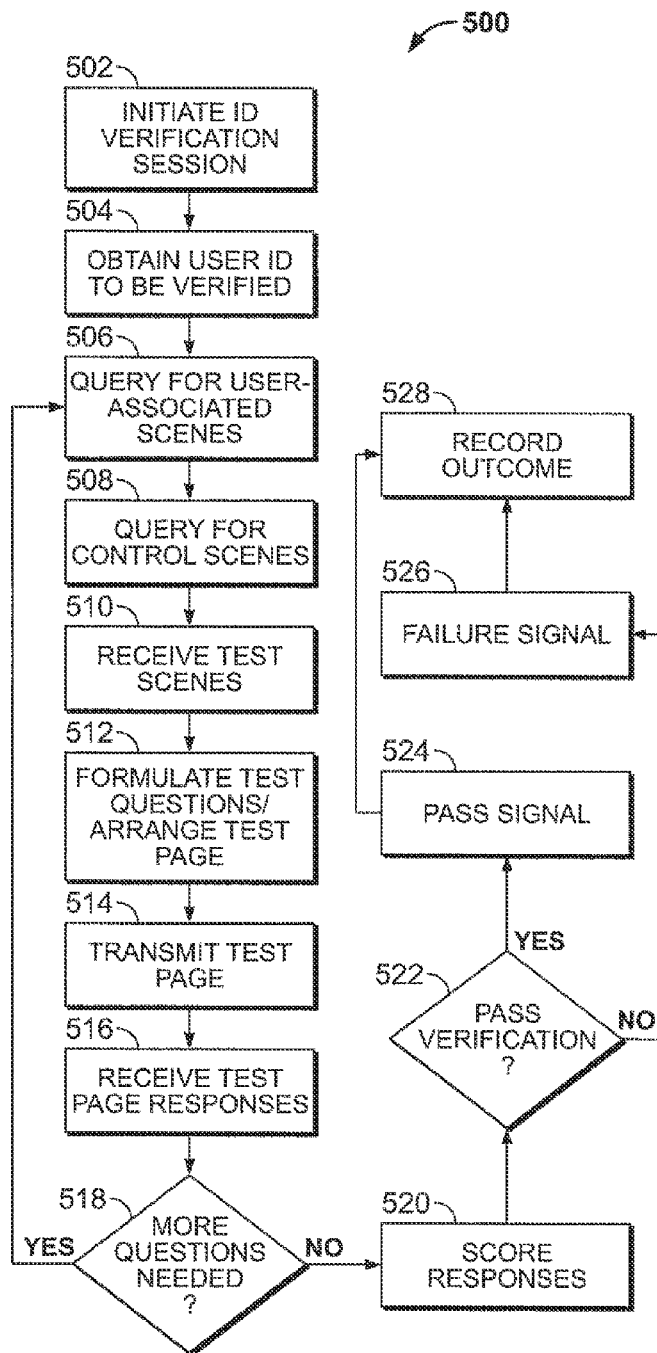 500
502
INITIATE ID
VERIFICATION
SESSION
504
OBTAIN USER ID
TO BE VERIFIED
506
QUERY FOR USER-
ASSOCIATED
SCENES
508
QUERY FOR
CONTROL SCENES
510
RECEIVE TEST
SCENES
512
FORMULATE TEST
QUESTIONS/
ARRANGE TEST
PAGE
514
TRANSMIT TEST
PAGE
516
RECEIVE TEST
PAGE RESPONSES
518
MORE
QUESTIONS
NEEDED
?
YES
NO
520
SCORE
RESPONSES
522
PASS
VERIFICATION
?
YES
NO
524
PASS SIGNAL
526
FAILURE SIGNAL
528
RECORD
OUTCOME